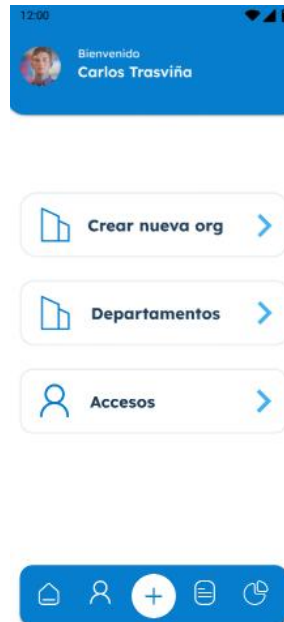 12:00
Bienvenido
Carlos Trasviña
Crear nueva org
Departamentos
Accesos